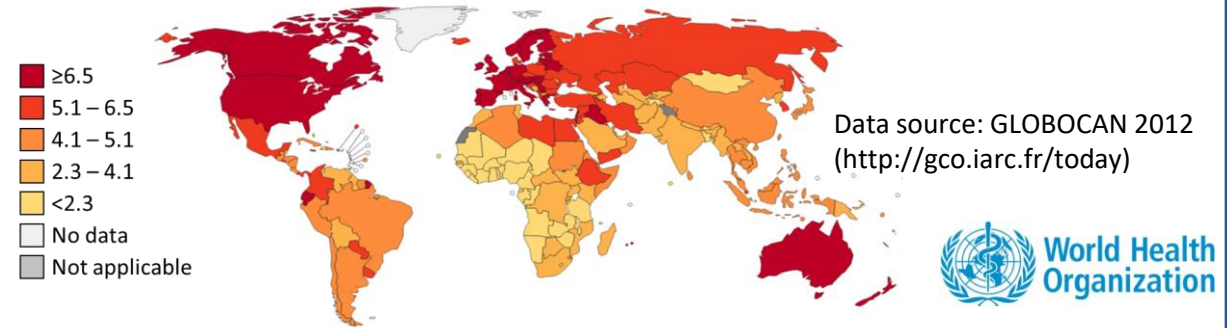 ≥6.5
5.1 – 6.5
4.1 – 5.1
2.3 – 4.1
<2.3
No data
Not applicable
Data source: GLOBOCAN 2012
(http://gco.iarc.fr/today)
World Health
Organization